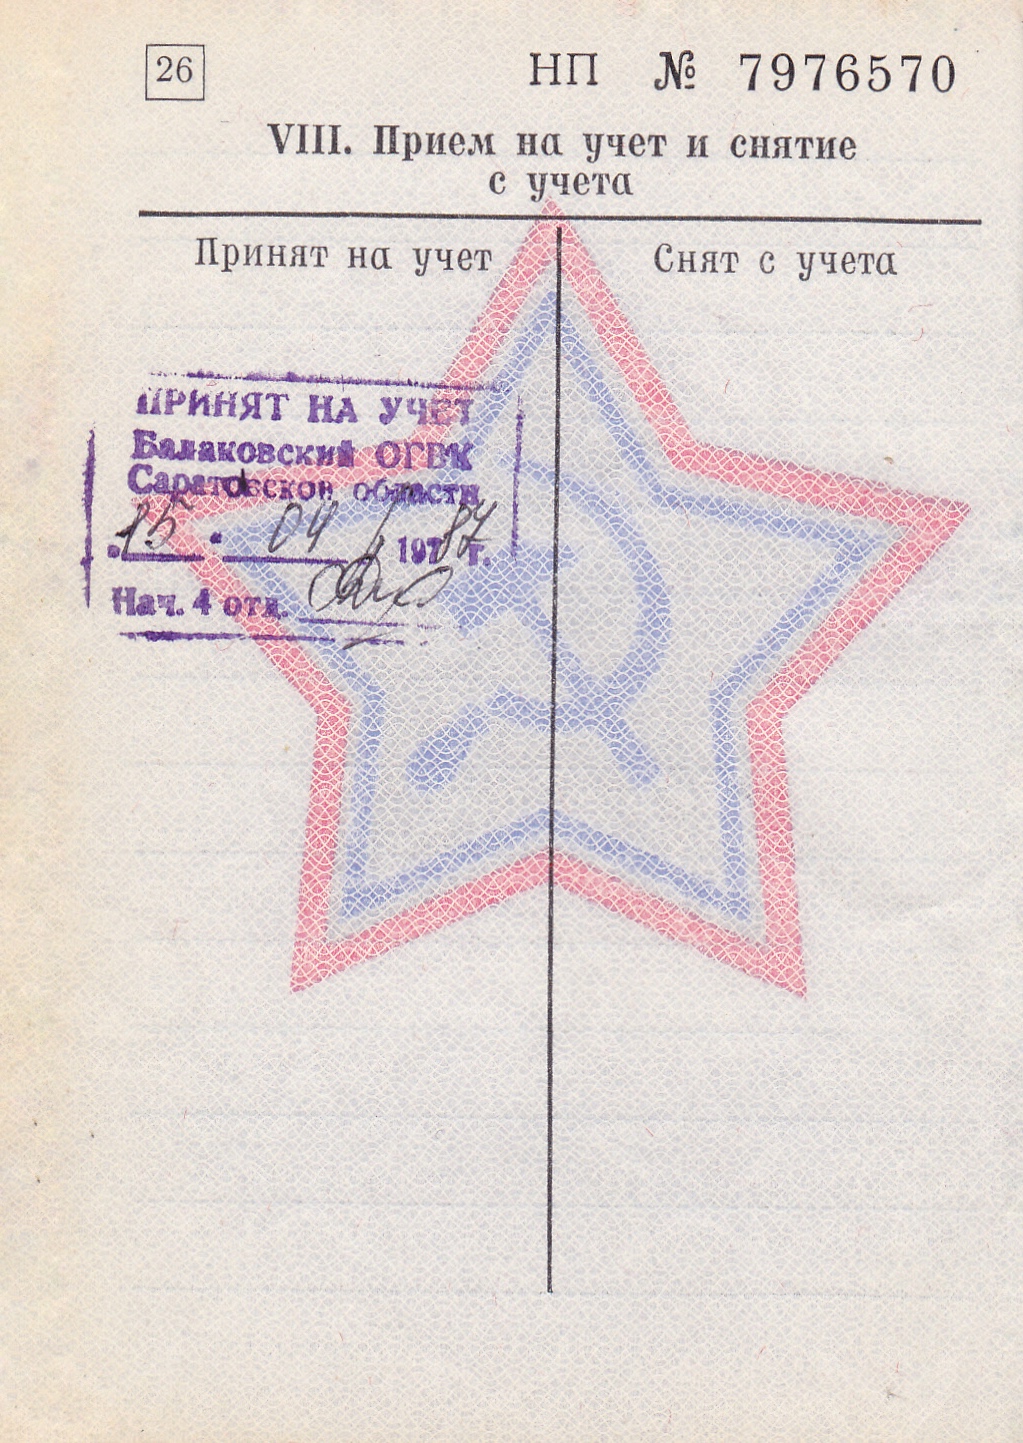 26
НП № 7976570
VIII. Прием на учет и снятие
с учета
Принят на учет
Снят с учета
ПРИНЯТ НА УЧЕТ
Балаковский ОГВК
Саратовской области
"15" 04 1987 г.
Нач. 4 отд.